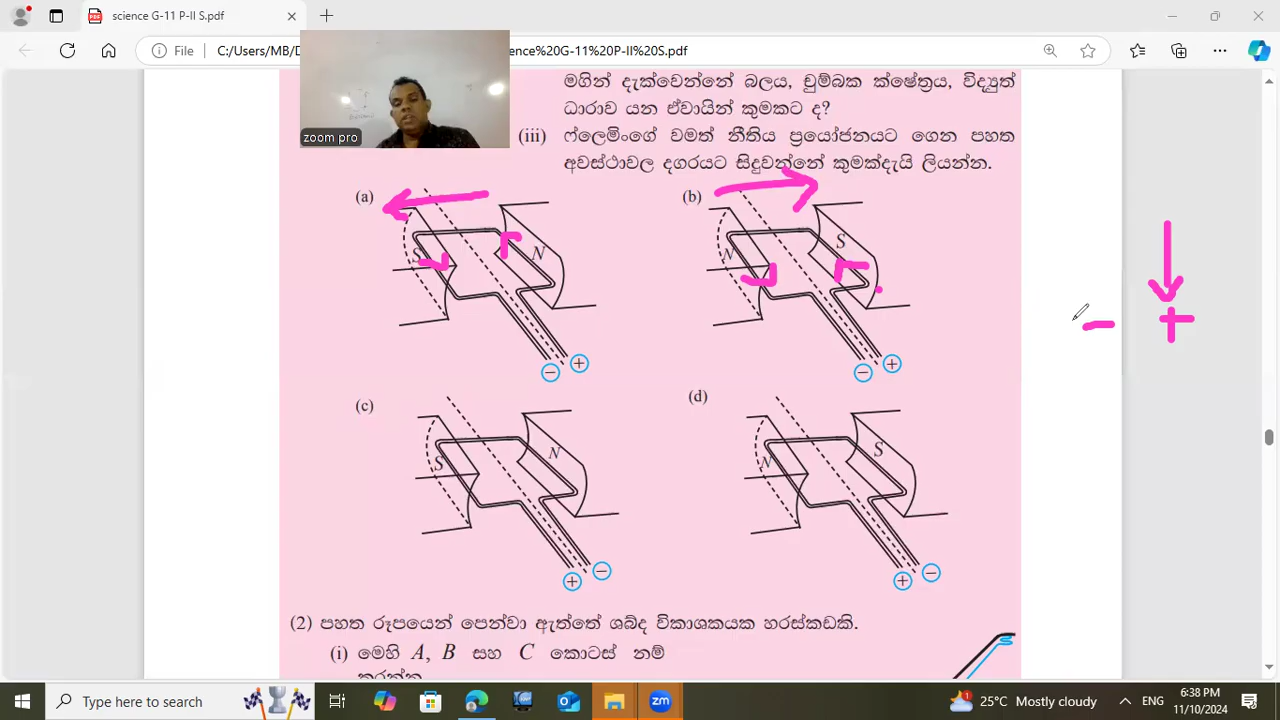 science G-11 P-II S.pdf
File
C:/Users/MB/D
cience%20G-11%20P-II%20S.pdf
zoom pro
මගින් දැක්වෙන්නේ බලය, චුම්බක ක්ෂේත්‍රය, විද්‍යුත්
ධාරාව යන ඒවායින් කුමකට ද?
(iii) ෆ්ලෙමිංගේ වමත් නීතිය ප්‍රයෝජනයට ගෙන පහත
අවස්ථාවල දඟරයට සිදුවන්නේ කුමක්දැයි ලියන්න.
(a)
S
N
− +
(b)
N
S
− +
− +
(c)
S
N
+ −
(d)
N
S
+ −
(2) පහත රූපයෙන් පෙන්වා ඇත්තේ ශබ්ද විකාශකයක හරස්කඩකි.
(i) මෙහි A, B සහ C කොටස් නම්
කරන්න
Type here to search
25°C Mostly cloudy
ENG
6:38 PM
11/10/2024